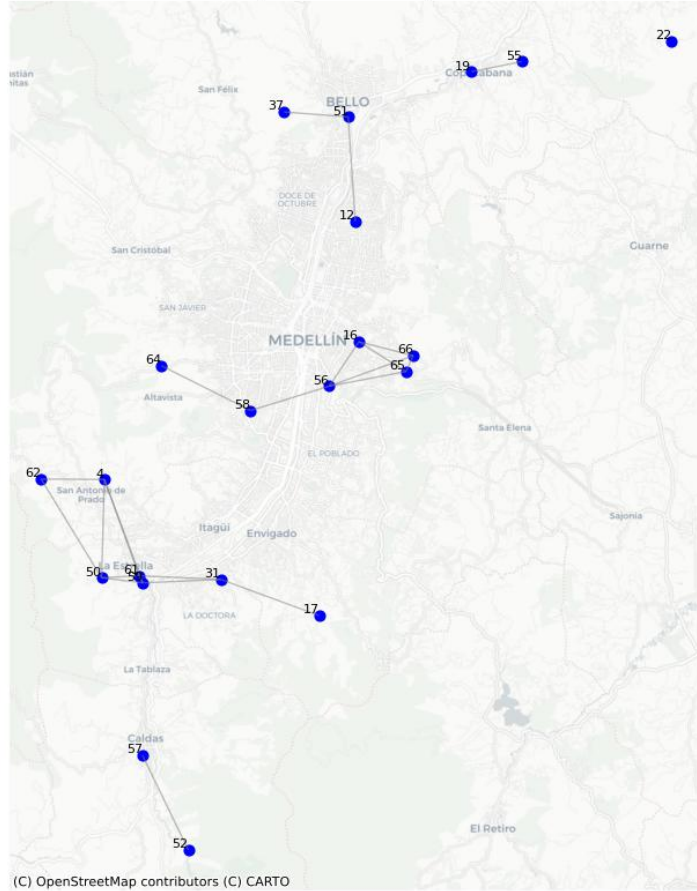 22
55
19
Copacabana
San Félix
37
BELLO
51
DOCE DE
OCTUBRE
12
Guarne
San Cristóbal
SAN JAVIER
16
MEDELLÍN
66
64
65
56
Altavista
58
Santa Elena
EL POBLADO
62
4
San Antonio de
Prado
Sajonia
Itagüí
Envigado
La Estrella
50
61
31
17
LA DOCTORA
La Tablaza
Caldas
57
El Retiro
52
(C) OpenStreetMap contributors (C) CARTO